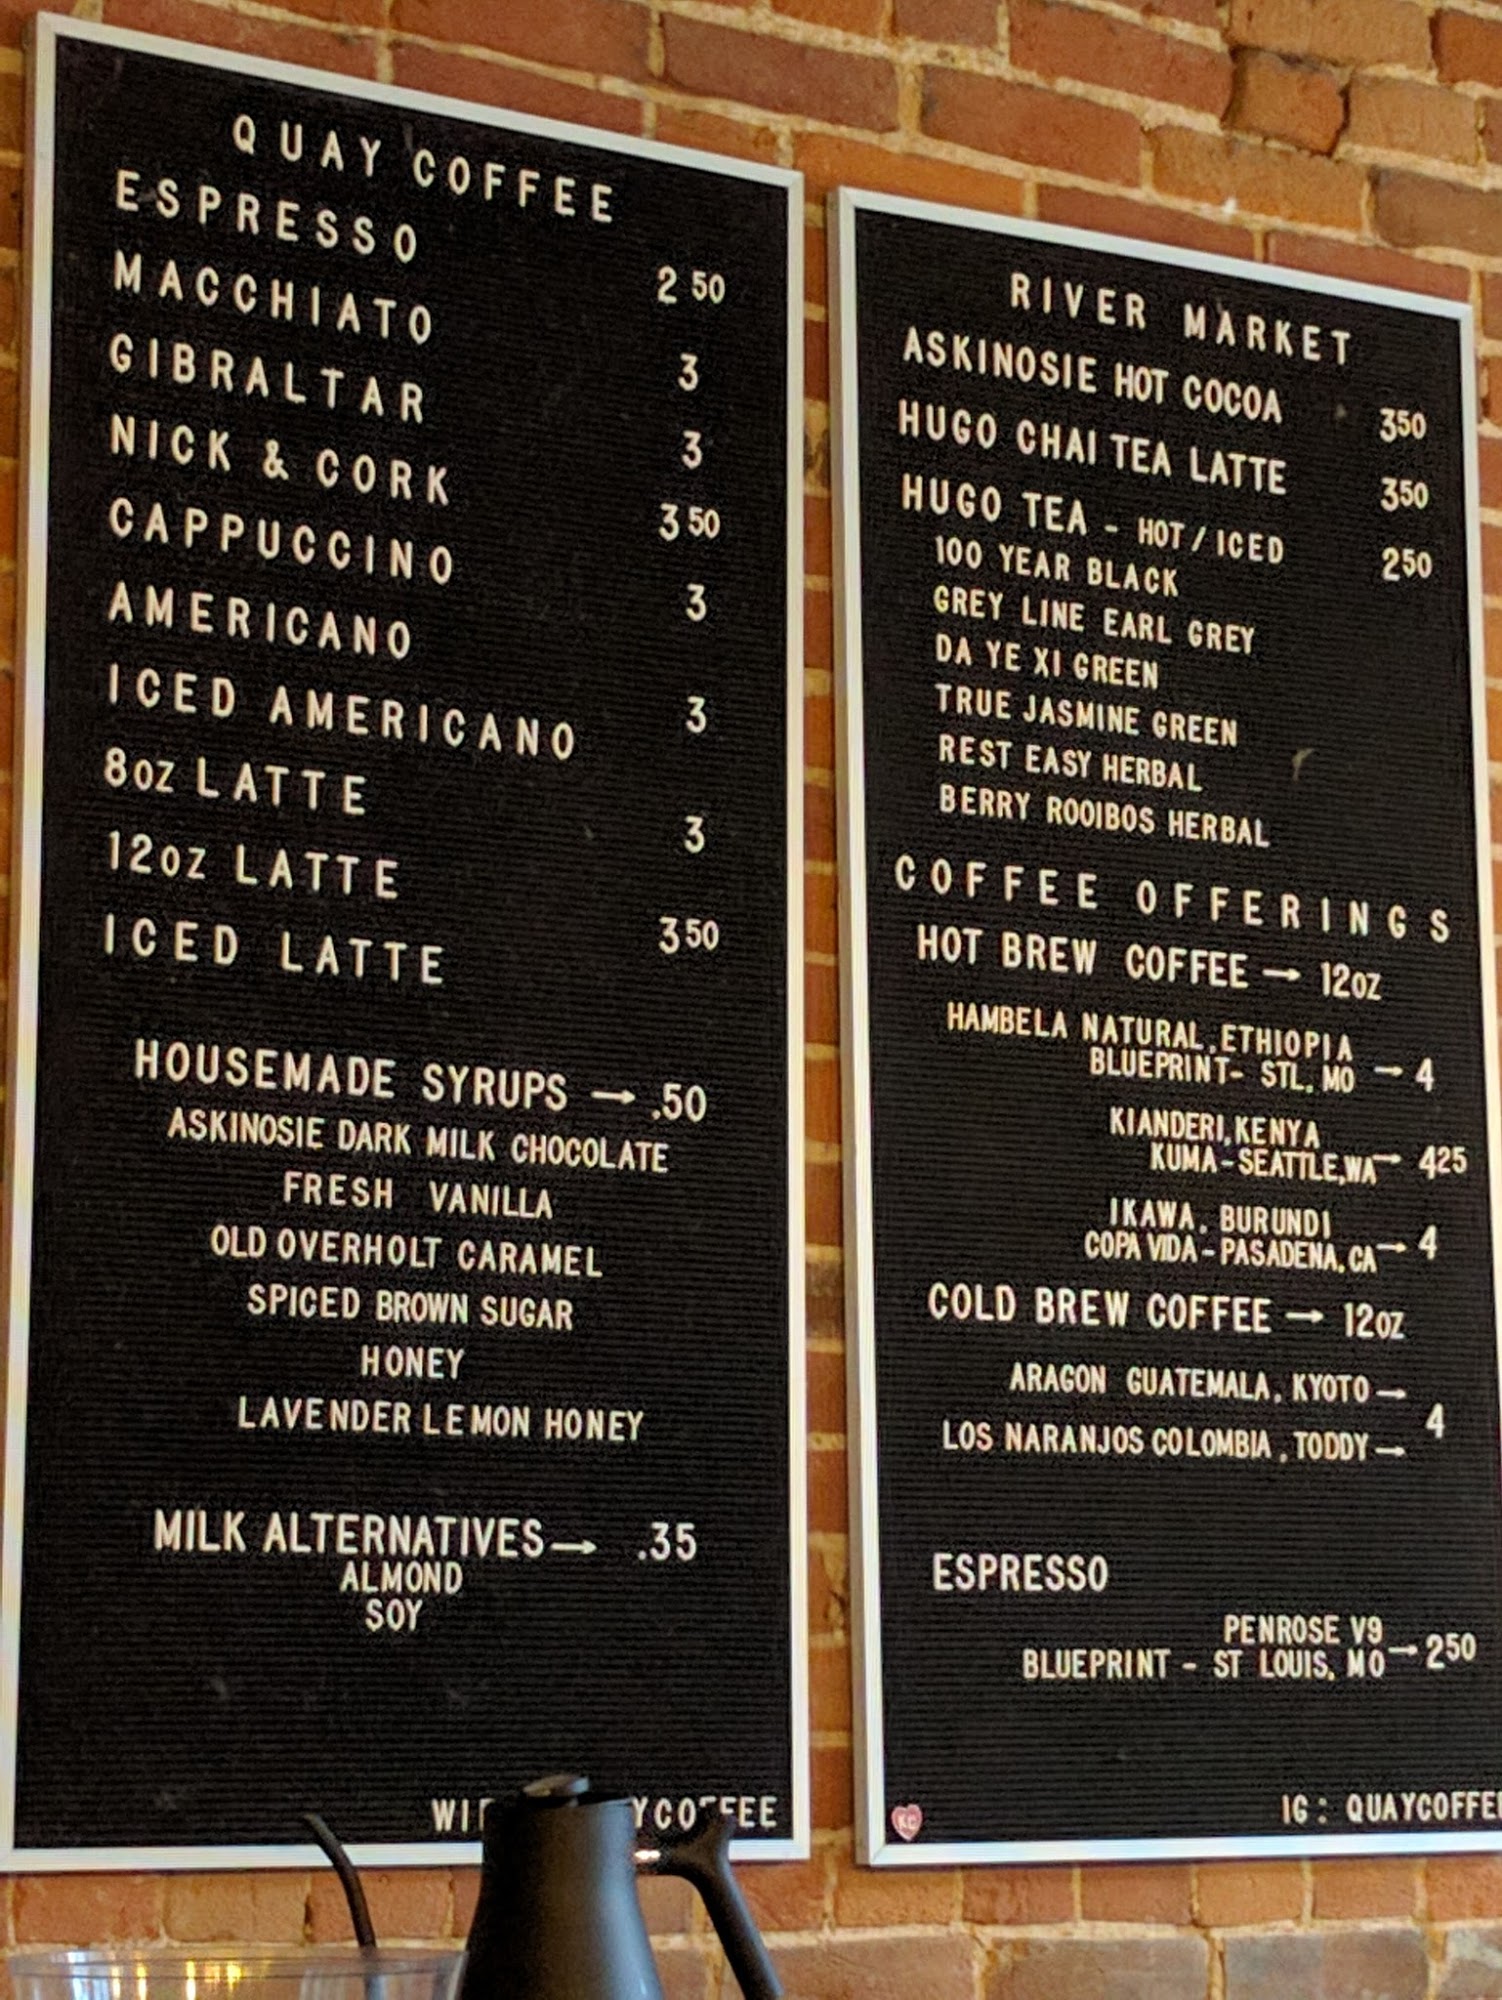 QUAY COFFEE
ESPRESSO 2 50
MACCHIATO 3
GIBRALTAR 3
NICK & CORK 3 50
CAPPUCCINO 3
AMERICANO 3
ICED AMERICANO
8oz LATTE 3
12oz LATTE 3 50
ICED LATTE
HOUSEMADE SYRUPS → .50
ASKINOSIE DARK MILK CHOCOLATE
FRESH VANILLA
OLD OVERHOLT CARAMEL
SPICED BROWN SUGAR
HONEY
LAVENDER LEMON HONEY
MILK ALTERNATIVES → .35
ALMOND
SOY
RIVER MARKET
ASKINOSIE HOT COCOA 350
HUGO CHAI TEA LATTE 350
HUGO TEA - HOT / ICED 250
100 YEAR BLACK
GREY LINE EARL GREY
DA YE XI GREEN
TRUE JASMINE GREEN
REST EASY HERBAL
BERRY ROOIBOS HERBAL
COFFEE OFFERINGS
HOT BREW COFFEE → 12oz
HAMBELA NATURAL, ETHIOPIA
BLUEPRINT- STL, MO → 4
KIANDERI, KENYA
KUMA - SEATTLE, WA → 425
IKAWA, BURUNDI
COPA VIDA - PASADENA, CA → 4
COLD BREW COFFEE → 12oz
ARAGON GUATEMALA, KYOTO →
4
LOS NARANJOS COLOMBIA, TODDY →
ESPRESSO
PENROSE V9
BLUEPRINT - ST LOUIS, MO → 250
IG: QUAYCOFFEE
KC